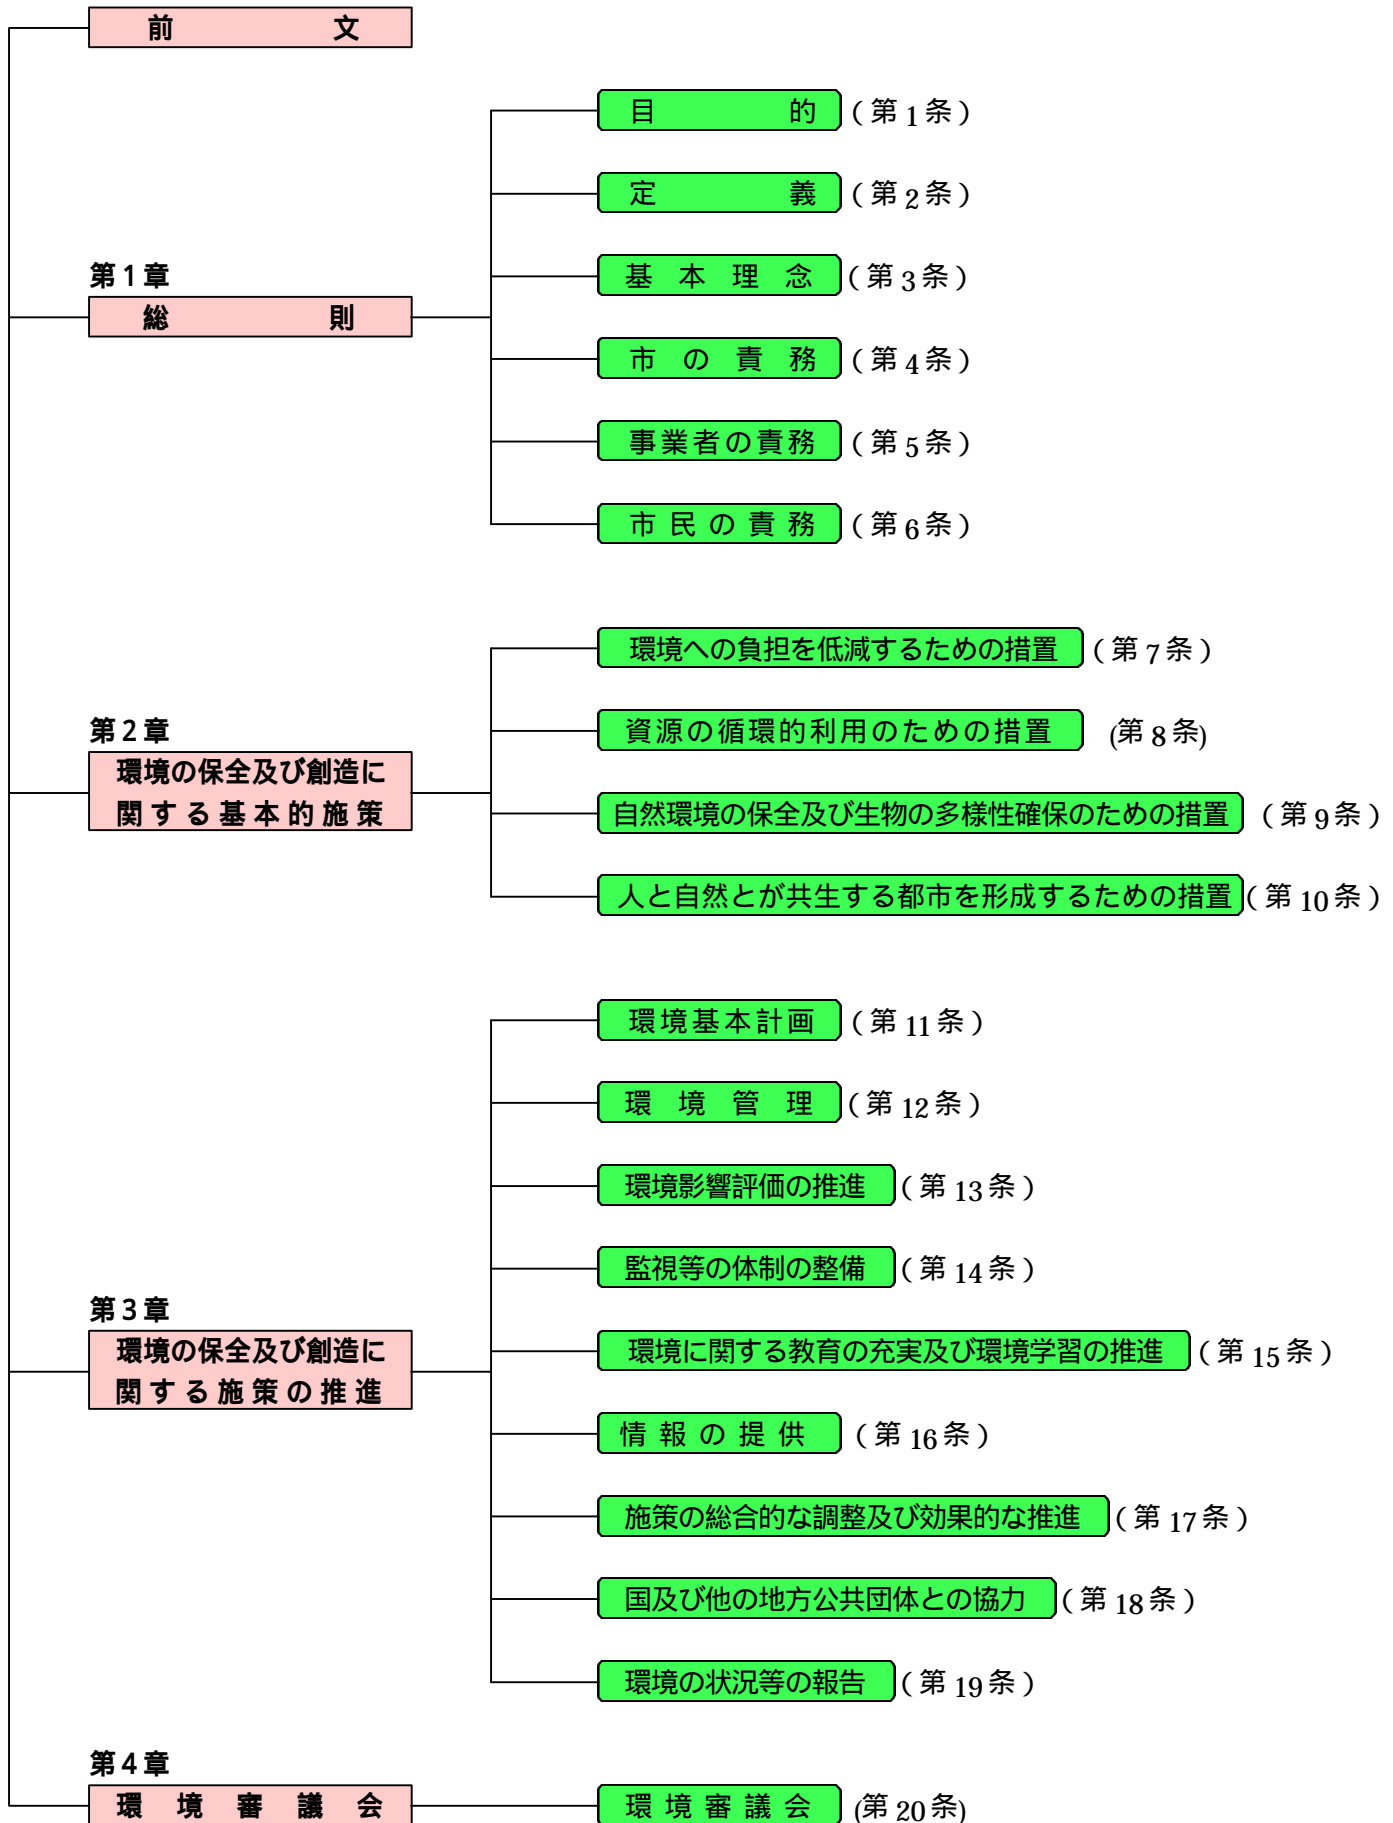 前文
目的（第1条）
定義（第2条）
基本理念（第3条）
第1章
総則
市の責務（第4条）
事業者の責務（第5条）
市民の責務（第6条）
環境への負担を低減するための措置（第7条）
第2章
資源の循環的利用のための措置(第8条)
環境の保全及び創造に
関する基本的施策
自然環境の保全及び生物の多様性確保のための措置（第9条）
人と自然とが共生する都市を形成するための措置（第10条）
環境基本計画（第11条）
環境管理（第12条）
環境影響評価の推進（第13条）
監視等の体制の整備（第14条）
第3章
環境の保全及び創造に
関する施策の推進
環境に関する教育の充実及び環境学習の推進（第15条）
情報の提供（第16条）
施策の総合的な調整及び効果的な推進（第17条）
国及び他の地方公共団体との協力（第18条）
環境の状況等の報告（第19条）
第4章
環境審議会
環境審議会(第20条)